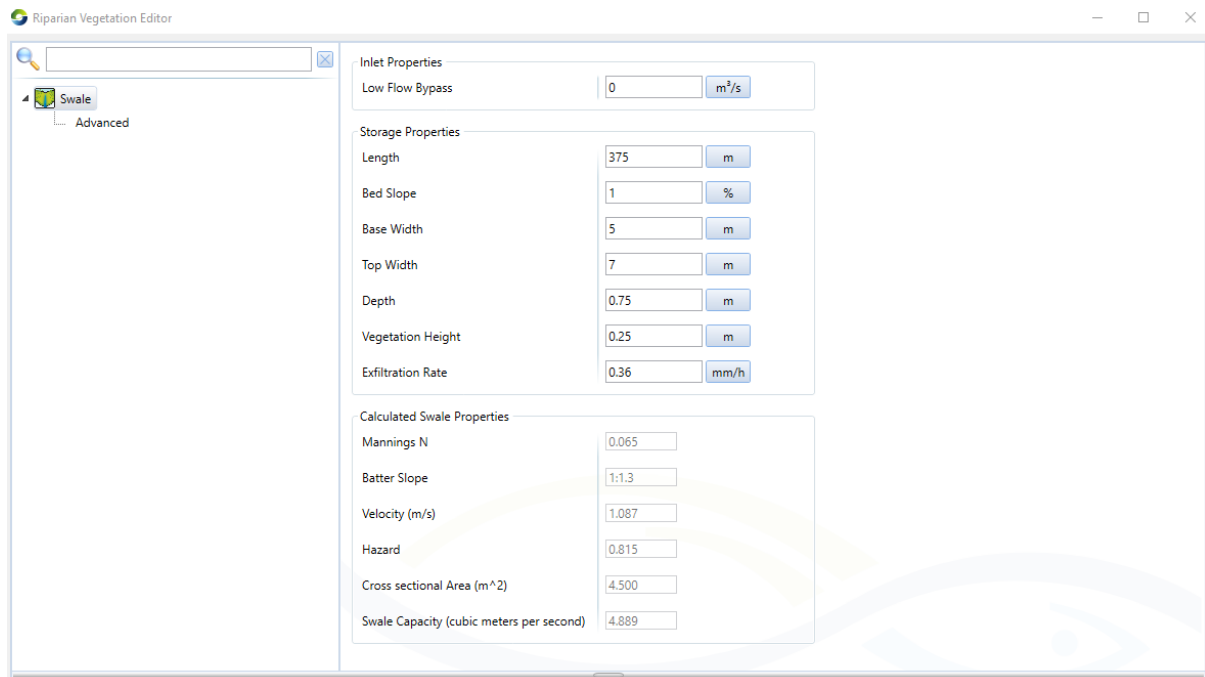 Riparian Vegetation Editor
Swale
Advanced
Inlet Properties
Low Flow Bypass 0 m³/s
Storage Properties
Length 375 m
Bed Slope 1 %
Base Width 5 m
Top Width 7 m
Depth 0.75 m
Vegetation Height 0.25 m
Exfiltration Rate 0.36 mm/h
Calculated Swale Properties
Mannings N 0.065
Batter Slope 1:1.3
Velocity (m/s) 1.087
Hazard 0.815
Cross sectional Area (m^2) 4.500
Swale Capacity (cubic meters per second) 4.889